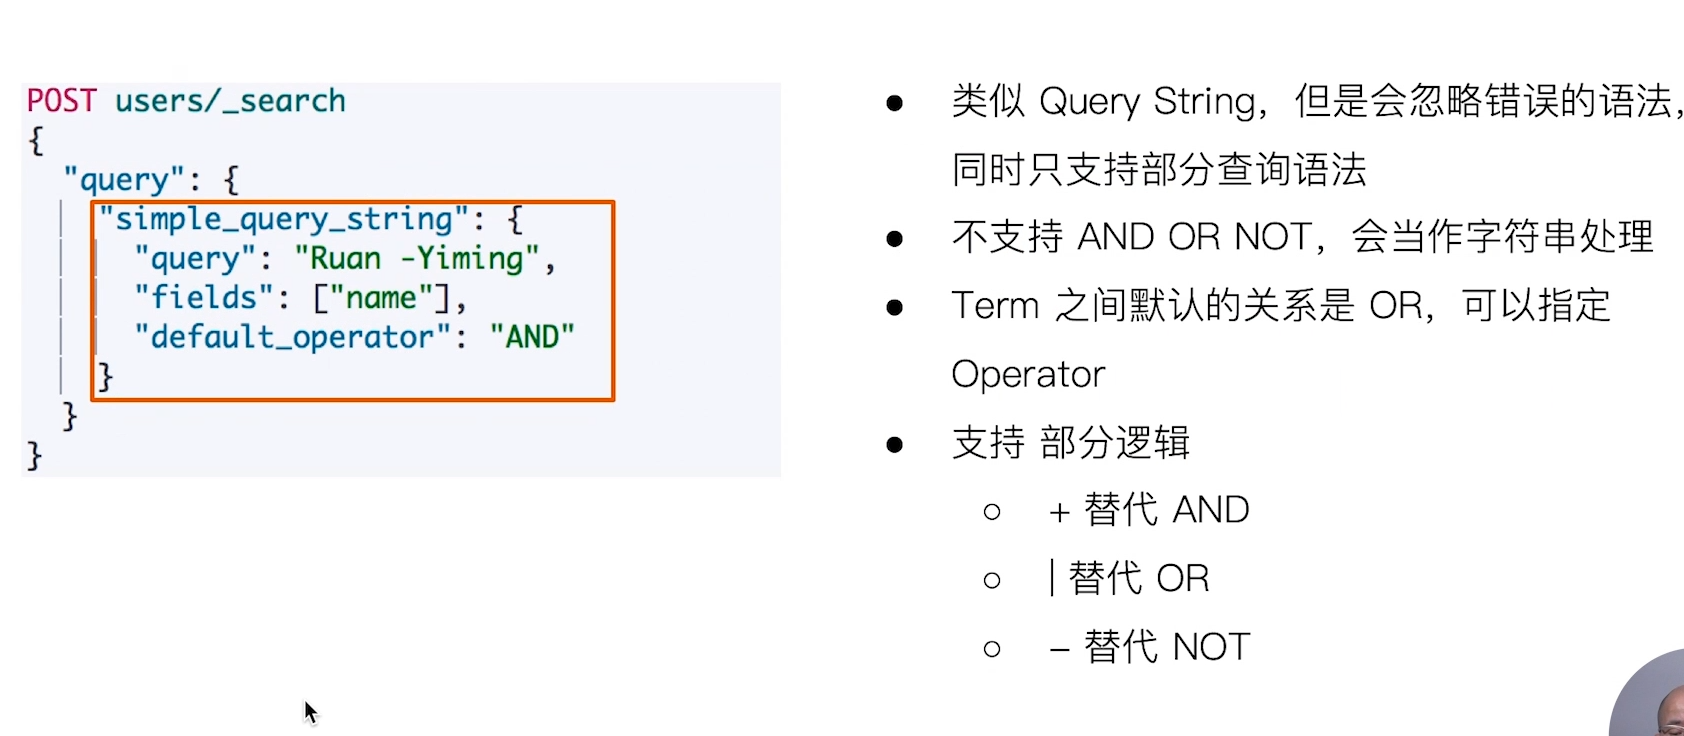 POST users/_search
{
"query": {
"simple_query_string": {
"query": "Ruan -Yiming",
"fields": ["name"],
"default_operator": "AND"
}
}
}
● 类似 Query String，但是会忽略错误的语法，
同时只支持部分查询语法
● 不支持 AND OR NOT，会当作字符串处理
● Term 之间默认的关系是 OR，可以指定
Operator
● 支持 部分逻辑
○ + 替代 AND
○ | 替代 OR
○ – 替代 NOT